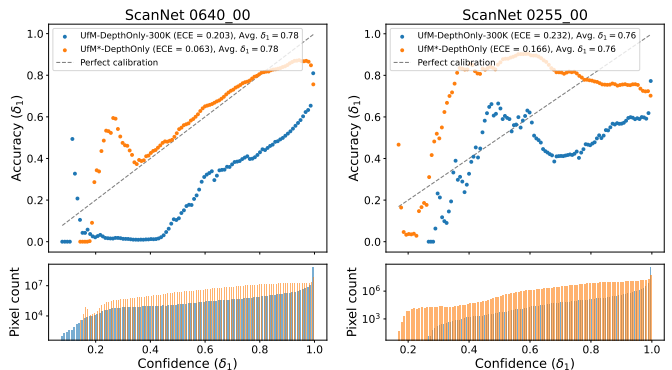 ScanNet 0640_00
UfM-DepthOnly-300K (ECE = 0.203), Avg. δ1 = 0.78
UfM*-DepthOnly (ECE = 0.063), Avg. δ1 = 0.78
Perfect calibration
Accuracy (δ1)
1.0
0.8
0.6
0.4
0.2
0.0
Pixel count
10^7
10^4
0.2 0.4 0.6 0.8 1.0
Confidence (δ1)
ScanNet 0255_00
UfM-DepthOnly-300K (ECE = 0.232), Avg. δ1 = 0.76
UfM*-DepthOnly (ECE = 0.166), Avg. δ1 = 0.76
Perfect calibration
Accuracy (δ1)
1.0
0.8
0.6
0.4
0.2
0.0
Pixel count
10^6
10^3
0.2 0.4 0.6 0.8 1.0
Confidence (δ1)